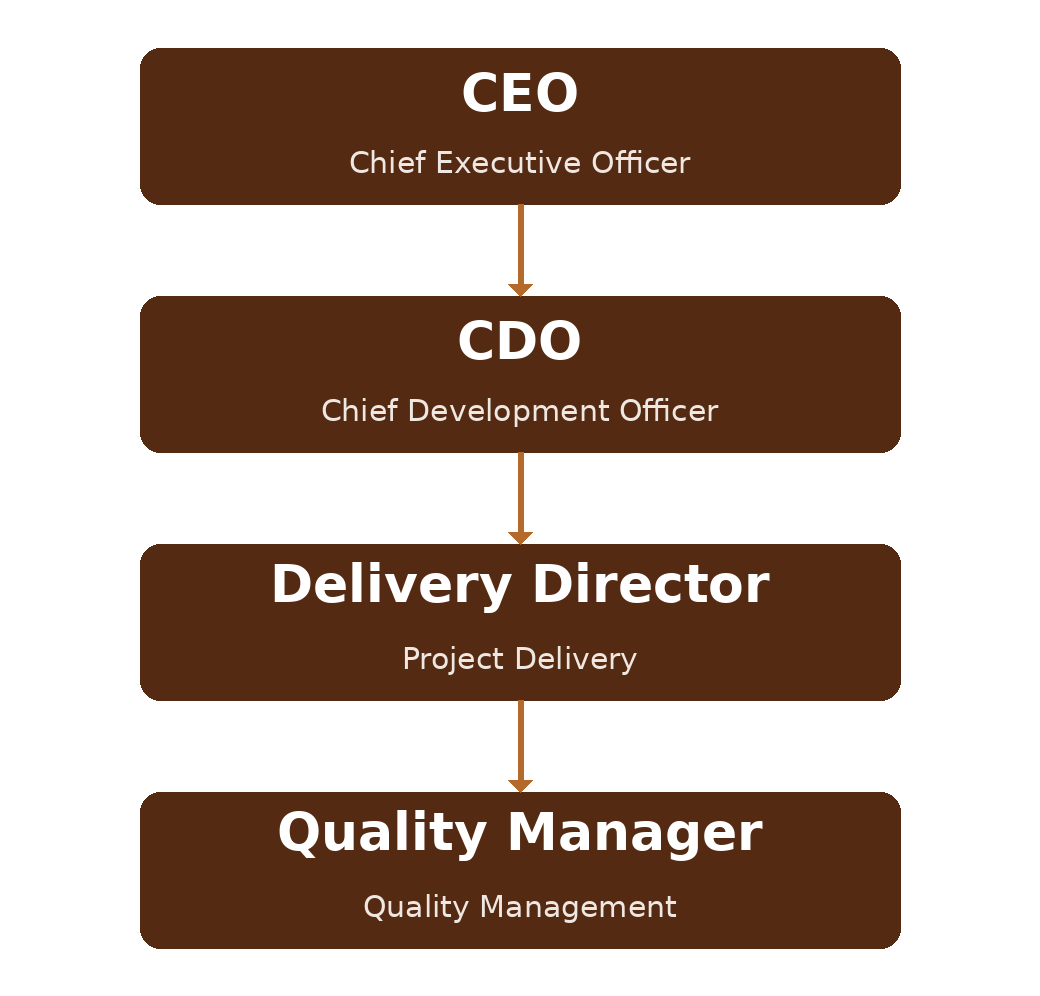 CEO
Chief Executive Officer
CDO
Chief Development Officer
Delivery Director
Project Delivery
Quality Manager
Quality Management